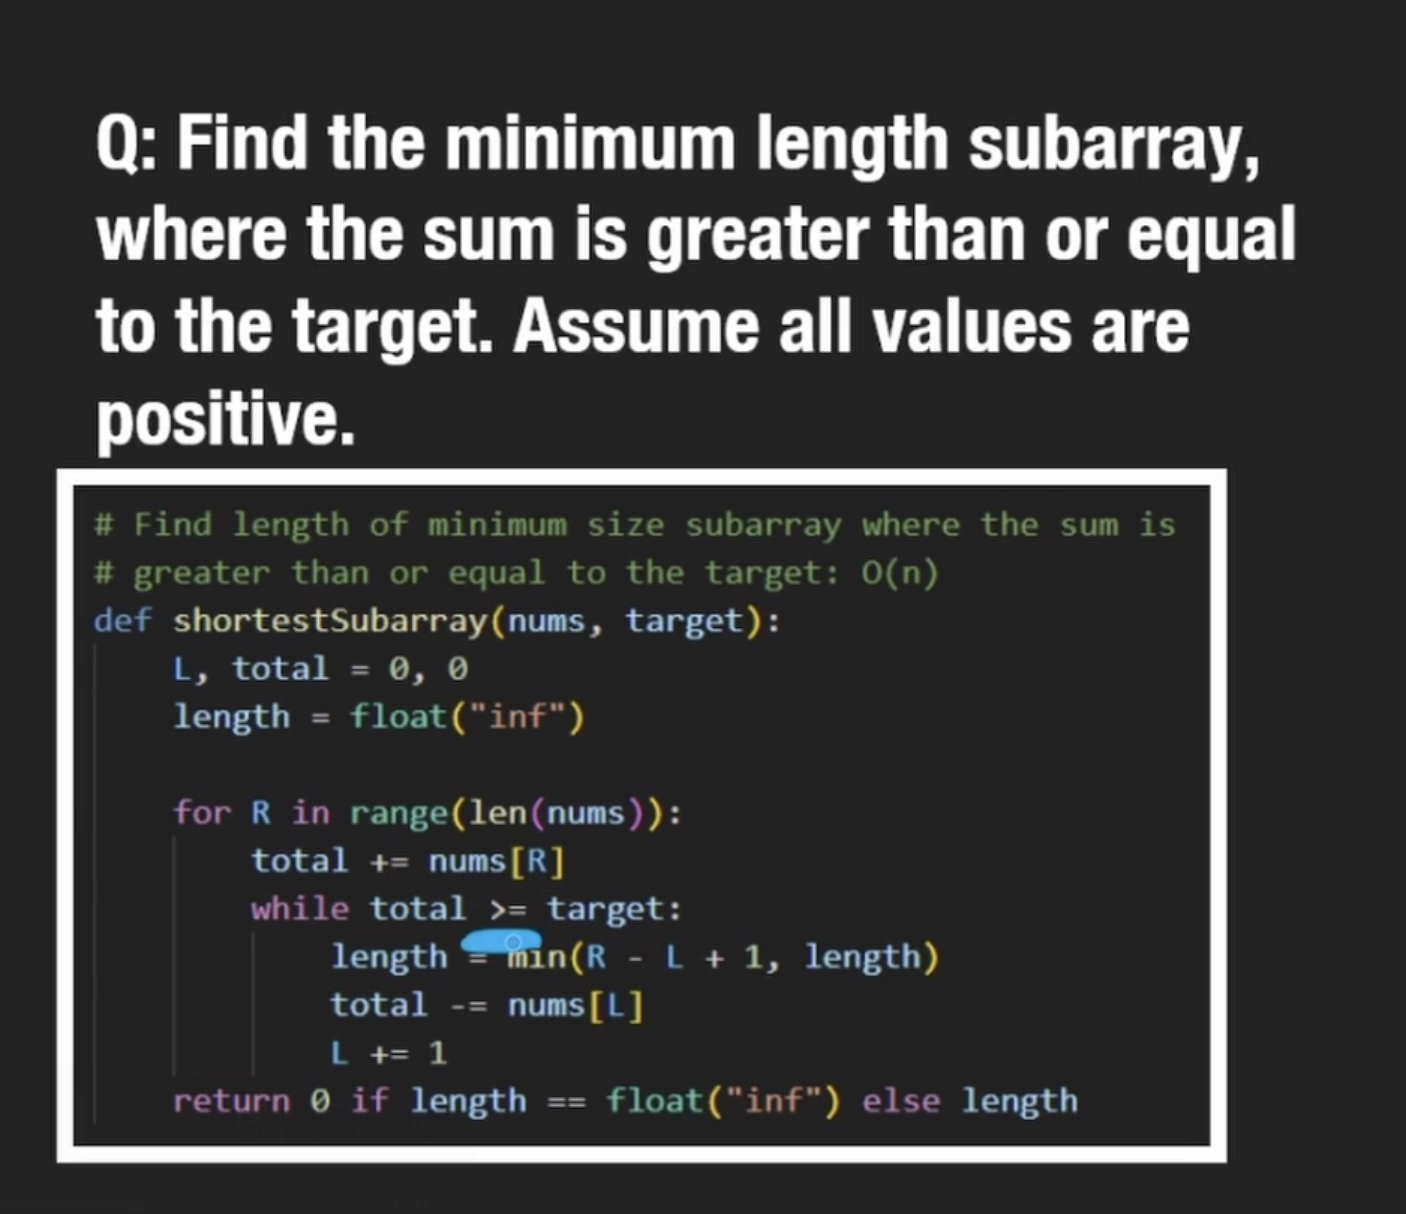 Q: Find the minimum length subarray,
where the sum is greater than or equal
to the target. Assume all values are
positive.
# Find length of minimum size subarray where the sum is
# greater than or equal to the target: O(n)
def shortestSubarray(nums, target):
    L, total = 0, 0
    length = float("inf")

    for R in range(len(nums)):
        total += nums[R]
        while total >= target:
            length = min(R - L + 1, length)
            total -= nums[L]
            L += 1
    return 0 if length == float("inf") else length